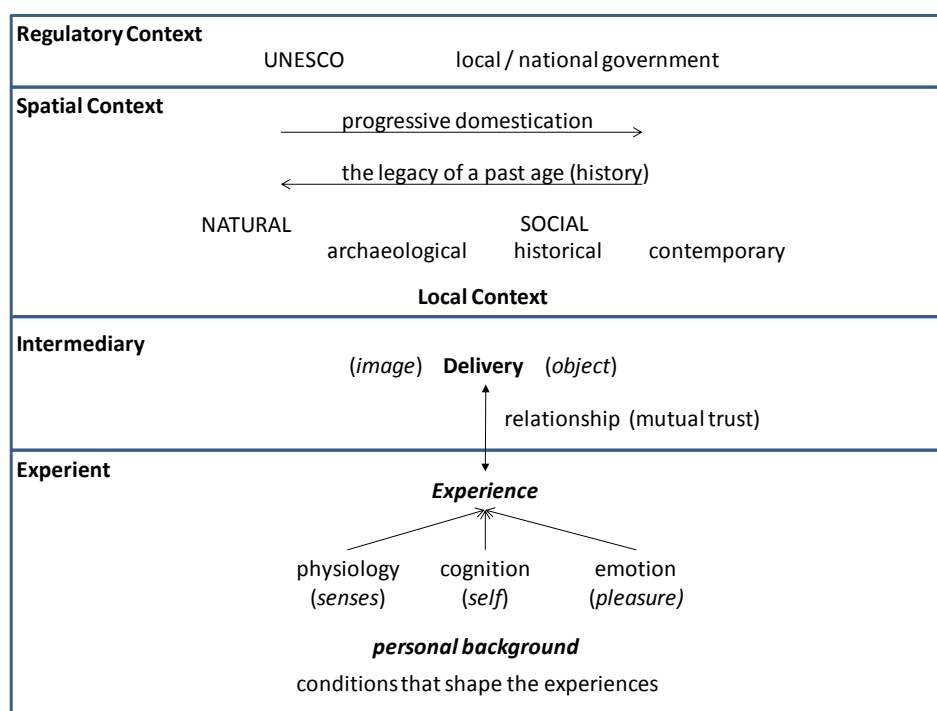 Regulatory Context
UNESCO local / national government
Spatial Context
progressive domestication
the legacy of a past age (history)
NATURAL SOCIAL
archaeological historical contemporary
Local Context
Intermediary
(image) Delivery (object)
relationship (mutual trust)
Experient
Experience
physiology cognition emotion
(senses) (self) (pleasure)
personal background
conditions that shape the experiences